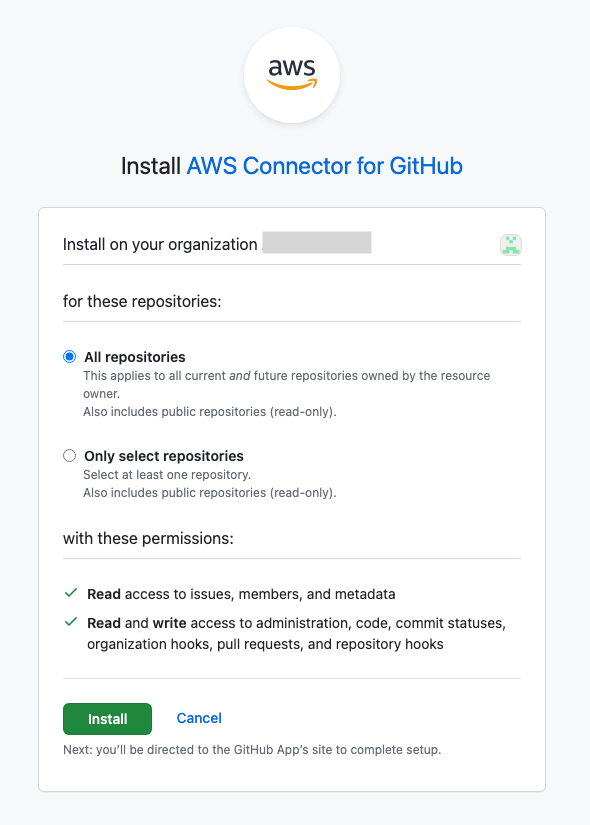 aws
Install AWS Connector for GitHub
Install on your organization
for these repositories:
All repositories
This applies to all current and future repositories owned by the resource
owner.
Also includes public repositories (read-only).
Only select repositories
Select at least one repository.
Also includes public repositories (read-only).
with these permissions:
Read access to issues, members, and metadata
Read and write access to administration, code, commit statuses,
organization hooks, pull requests, and repository hooks
Install Cancel
Next: you’ll be directed to the GitHub App’s site to complete setup.